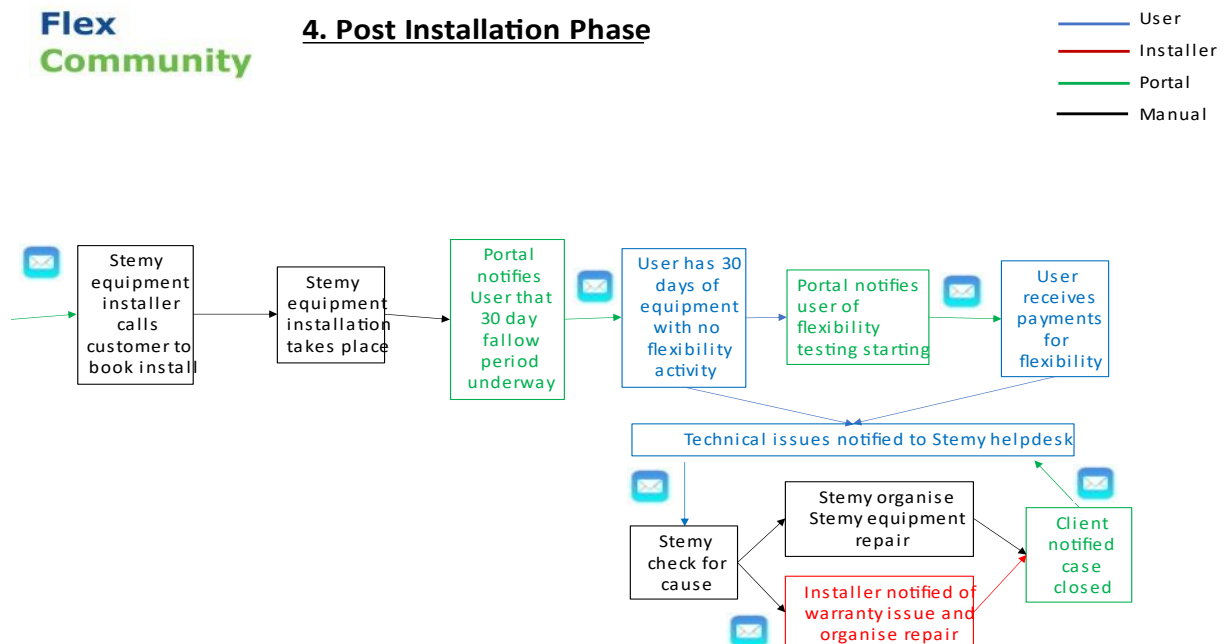 Flex
Community
4. Post Installation Phase
User
Installer
Portal
Manual
Stemy
equipment
installer
calls
customer to
book install
Stemy
equipment
installation
takes place
Portal
notifies
User that
30 day
fallow
period
underway
User has 30
days of
equipment
with no
flexibility
activity
Portal notifies
user of
flexibility
testing starting
User
receives
payments
for
flexibility
Technical issues notified to Stemy helpdesk
Stemy
check for
cause
Stemy organise
Stemy equipment
repair
Installer notified of
warranty issue and
organise repair
Client
notified
case
closed